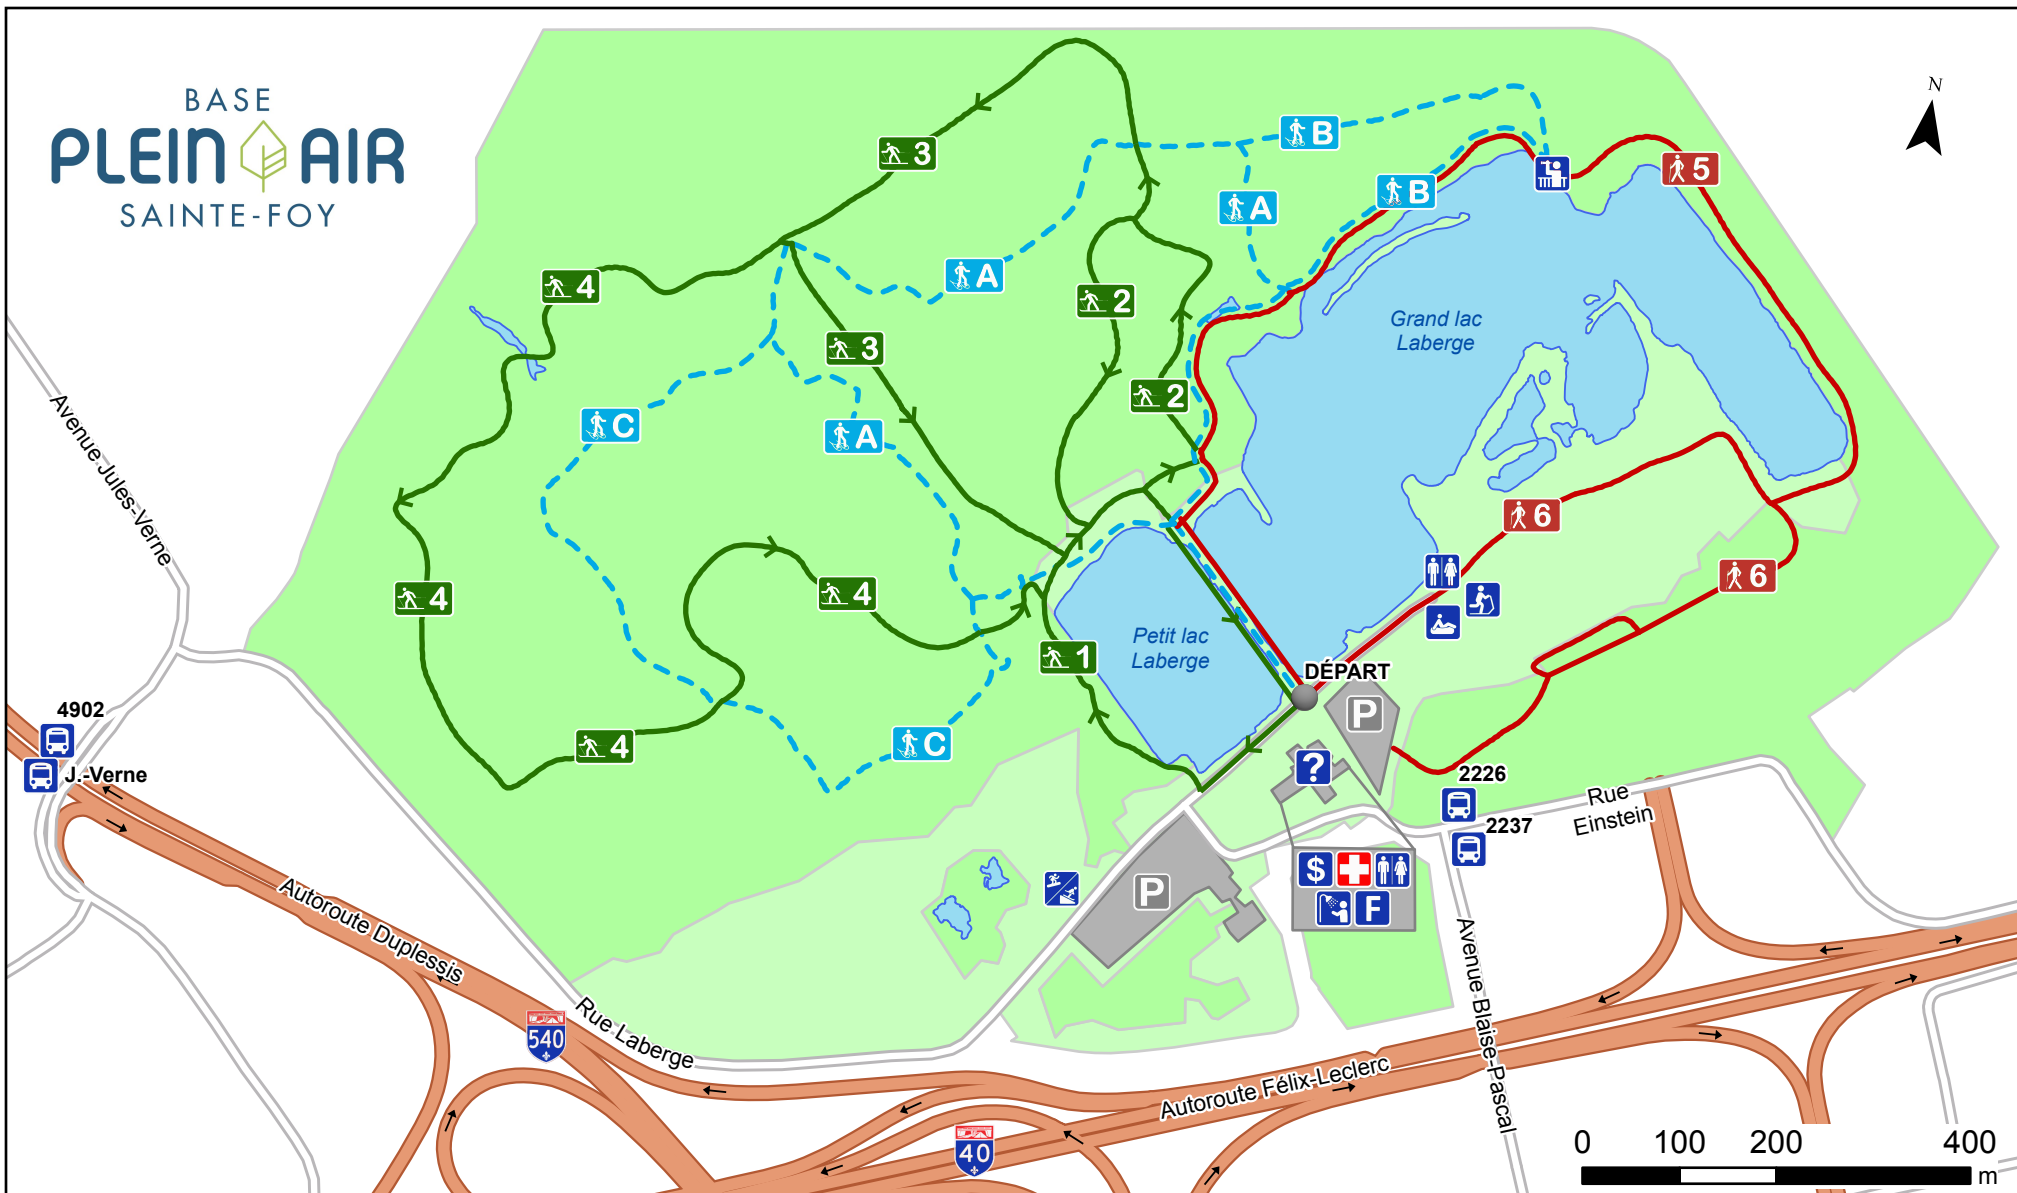 BASE
PLEIN AIR
SAINTE-FOY
N
3
B
5
B
A
A
4
2
Grand lac
Laberge
3
2
C
A
Avenue Jules-Verne
6
6
4
4
Petit lac
Laberge
1
DÉPART
4902
P
J.-Verne
4
C
?
2226
2237
Rue
Einstein
$
F
P
Autoroute Duplessis
Avenue Blaise-Pascal
Rue Laberge
540
Autoroute Félix-Leclerc
40
0 100 200 400
m